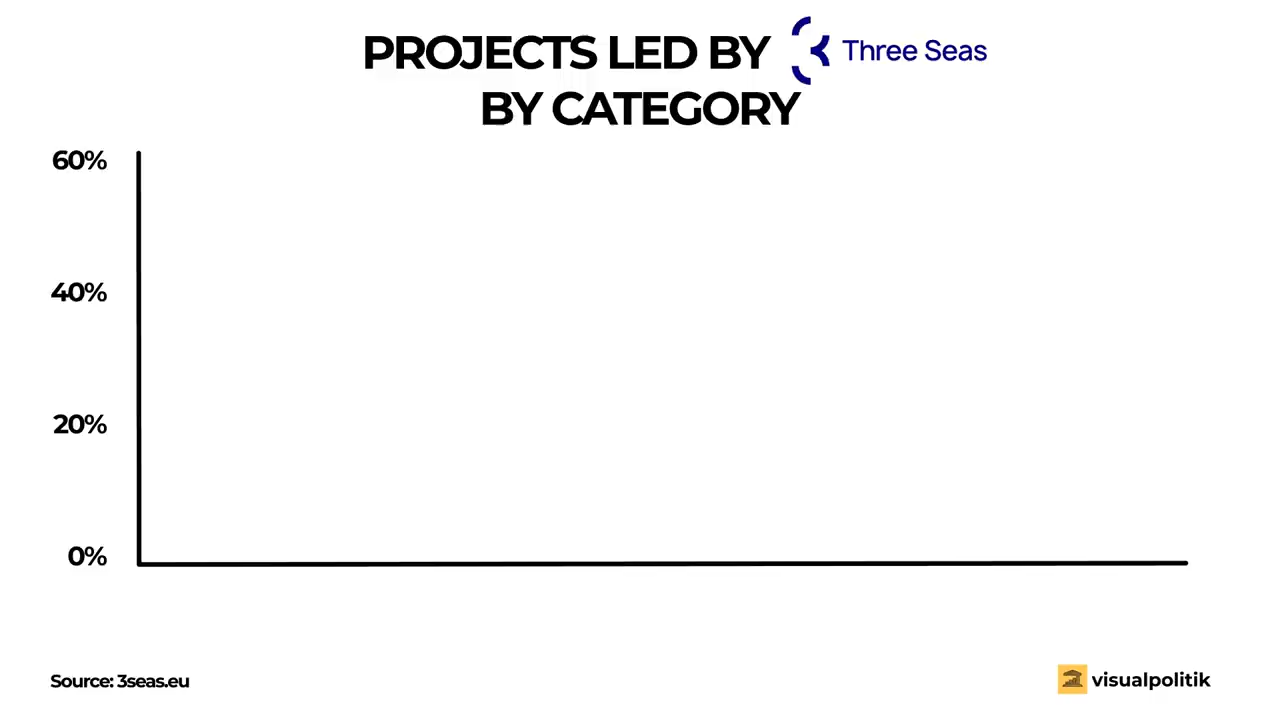 PROJECTS LED BY Three Seas
BY CATEGORY
60%
40%
20%
0%
Source: 3seas.eu
visualpolitik